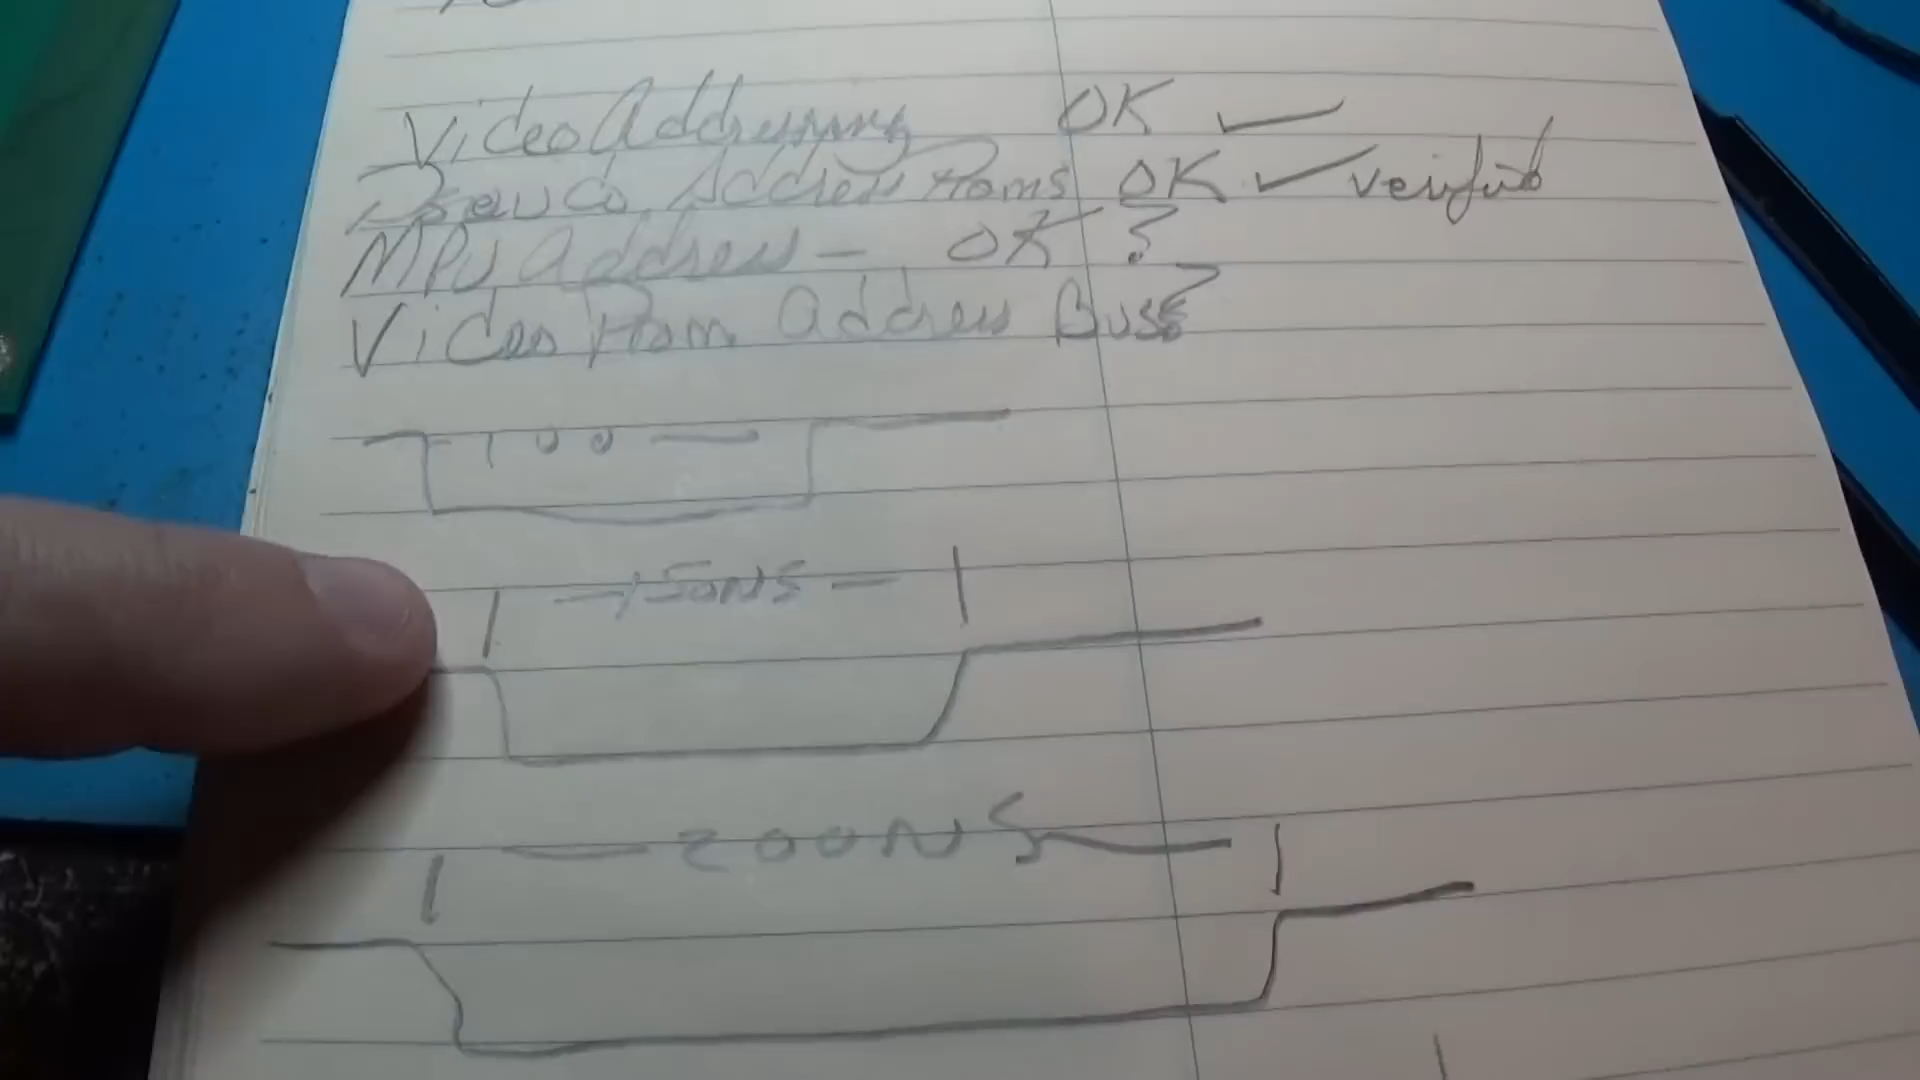 Video Addressing OK ✓
Pseudo Address Proms OK ✓ verified
MPU Address - OK ?
Video Prom Address Buss ?
100 —
— 150NS —
— 200NS —